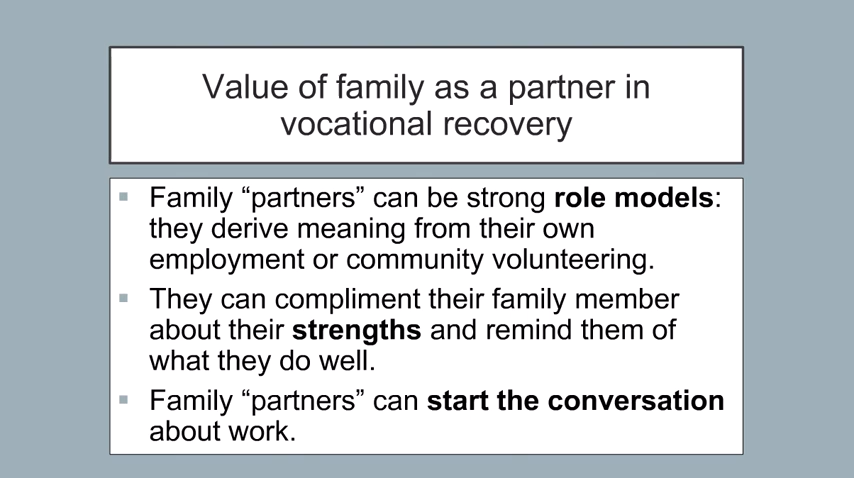 Value of family as a partner in
vocational recovery
▪ Family “partners” can be strong role models:
they derive meaning from their own
employment or community volunteering.
▪ They can compliment their family member
about their strengths and remind them of
what they do well.
▪ Family “partners” can start the conversation
about work.